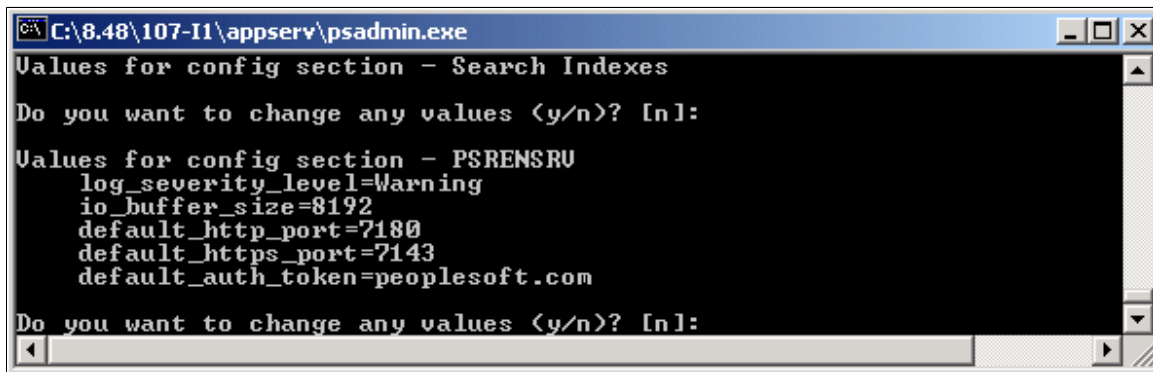 C:\8.48\107-I1\appserv\psadmin.exe
Values for config section - Search Indexes
Do you want to change any values (y/n)? [n]:
Values for config section - PSRENSRV
log_severity_level=Warning
io_buffer_size=8192
default_http_port=7180
default_https_port=7143
default_auth_token=peoplesoft.com
Do you want to change any values (y/n)? [n]: